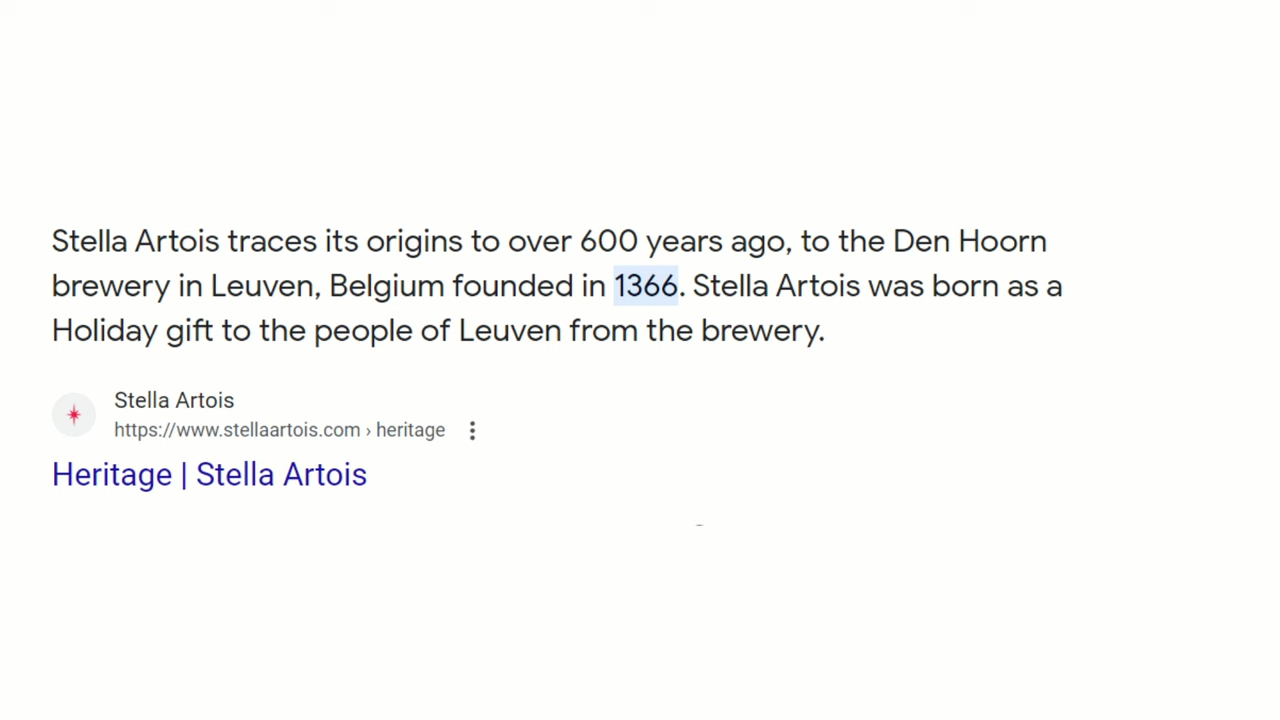 Stella Artois traces its origins to over 600 years ago, to the Den Hoorn
brewery in Leuven, Belgium founded in 1366. Stella Artois was born as a
Holiday gift to the people of Leuven from the brewery.
Stella Artois
https://www.stellaartois.com › heritage
Heritage | Stella Artois